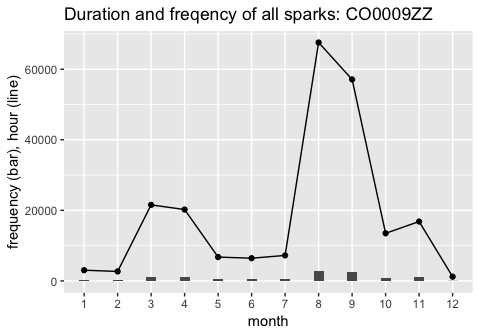 Duration and freqency of all sparks: CO0009ZZ
frequency (bar), hour (line)
60000
40000
20000
0
1 2 3 4 5 6 7 8 9 10 11 12
month